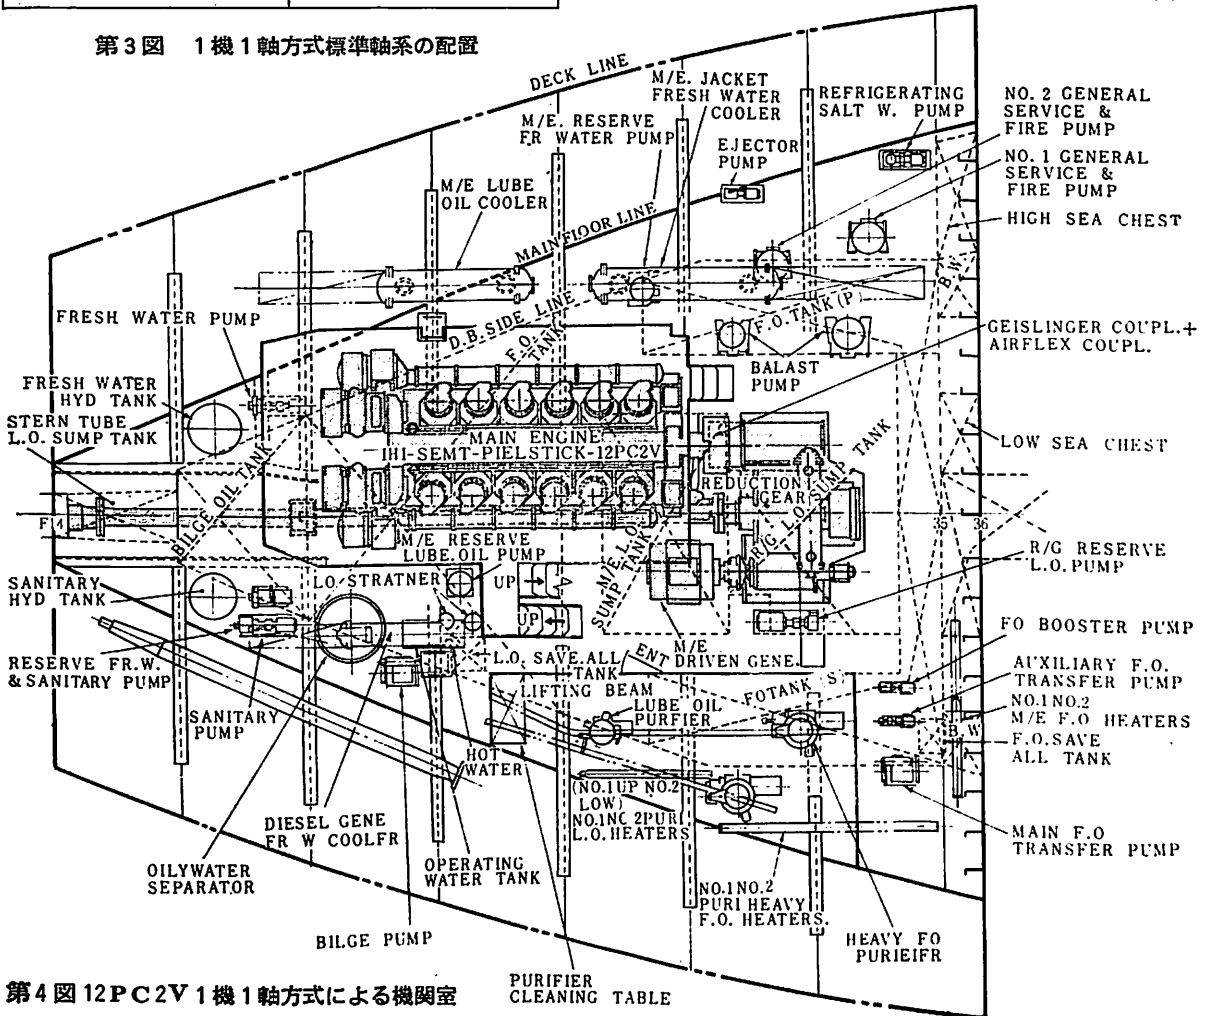 第3図 1機1軸方式標準軸系の配置
DECK LINE
M/E. JACKET
FRESH WATER
COOLER
M/E. RESERVE
FR WATER PUMP
REFRIGERATING
SALT W. PUMP
EJECTOR
PUMP
NO. 2 GENERAL
SERVICE &
FIRE PUMP
NO. 1 GENERAL
SERVICE &
FIRE PUMP
HIGH SEA CHEST
M/E LUBE
OIL COOLER
MAIN FLOOR LINE
B.W
D.B. SIDE LINE
F.O.
TANK
F.O. TANK (P)
FRESH WATER PUMP
GEISLINGER COUPL.+
AIRFLEX COUPL.
BALAST
PUMP
FRESH WATER
HYD TANK
STERN TUBE
L.O. SUMP TANK
MAIN ENGINE
IHI-SEMT-PIELSTICK-12PC2V
LOW SEA CHEST
BILGE OIL TANK
REDUCTION
GEAR
R/G L.O. SUMP TANK
35 36
M/E RESERVE
LUBE. OIL PUMP
M/E L.O.
SUMP TANK
R/G RESERVE
L.O. PUMP
L.O. STRATNER
UP
UP
SANITARY
HYD TANK
FO BOOSTER PUMP
RESERVE FR.W.
& SANITARY PUMP
L.O. SAVE ALL
TANK
M/E
DRIVEN GENE.
(ENT
FOTANK (S)
AUXILIARY F.O.
TRANSFER PUMP
LIFTING BEAM
LUBE OIL
PURFIER
NO.1 NO.2
M/E F.O HEATERS
B.W
F.O. SAVE
ALL TANK
SANITARY
PUMP
HOT
WATER
(NO.1 UP NO.2
LOW)
NO.1 NC 2PURI
L.O. HEATERS
DIESEL GENE
FR W COOLFR
MAIN F.O
TRANSFER PUMP
OILYWATER
SEPARATOR
OPERATING
WATER TANK
NO.1 NO.2
PURI HEAVY
F.O. HEATERS.
BILGE PUMP
HEAVY FO
PURIEIFR
PURIFIER
CLEANING TABLE
第4図 12PC2V 1機1軸方式による機関室